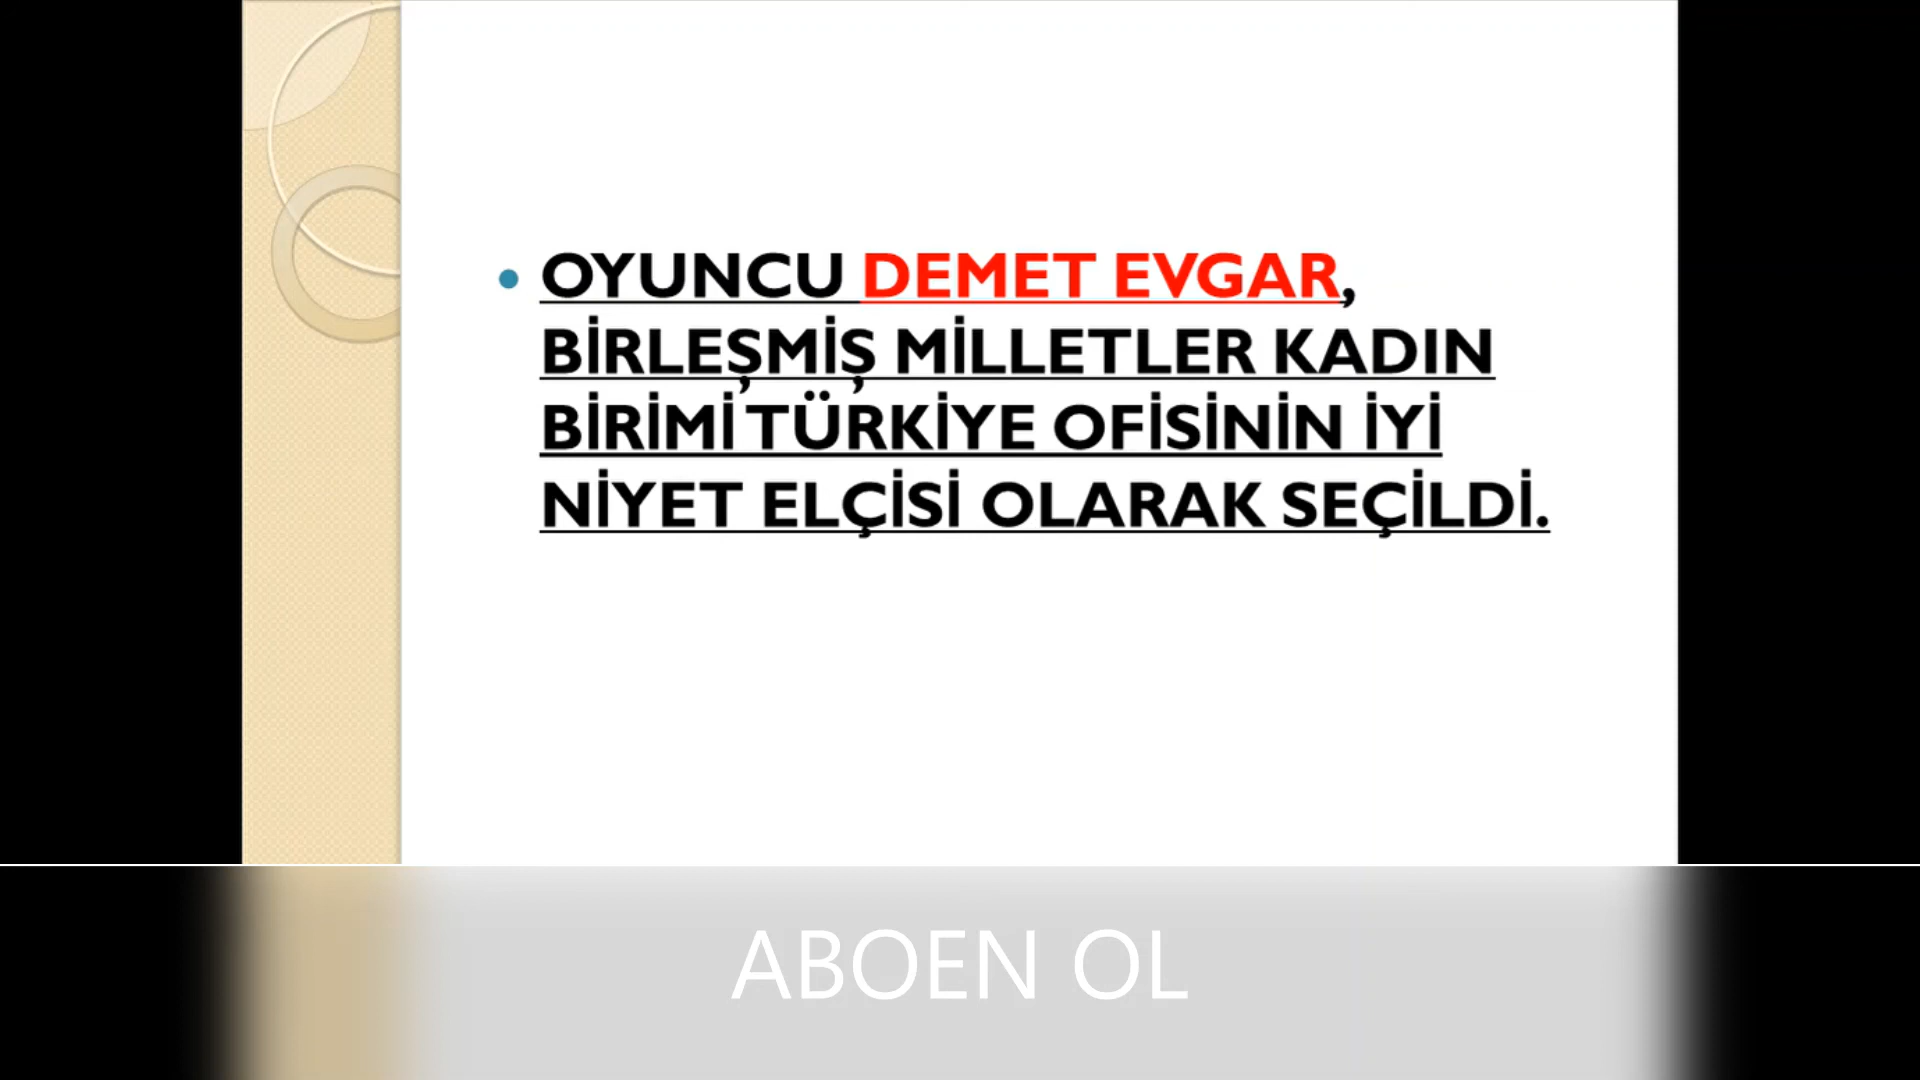 • OYUNCU DEMET EVGAR,
BİRLEŞMİŞ MİLLETLER KADIN
BİRİMİ TÜRKİYE OFİSİNİN İYİ
NİYET ELÇİSİ OLARAK SEÇİLDİ.
ABOEN OL